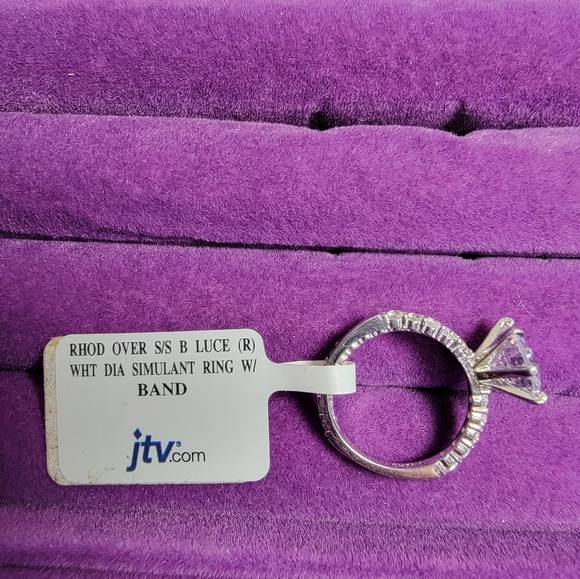 RHOD OVER S/S B LUCE (R)
WHT DIA SIMULANT RING W/
BAND
jtv.com